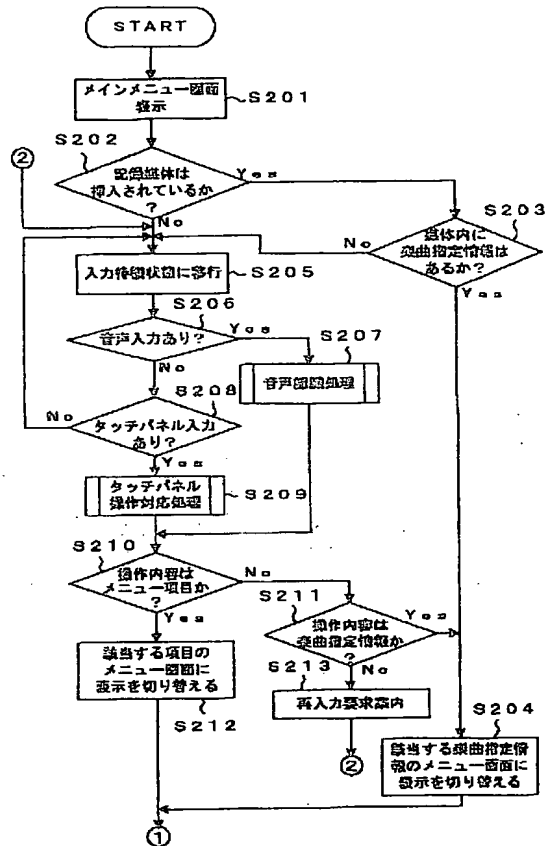 START
メインメニュー画面
表示
S201
S202
②
記録媒体は
挿入されているか
?
Yes
No
S203
媒体内に
楽曲指定情報は
あるか?
No
Yes
入力待機状態に移行
S205
S206
音声入力あり?
Yes
No
S207
音声認識処理
S208
No
タッチパネル入力
あり?
Yes
タッチパネル
操作対応処理
S209
S210
操作内容は
メニュー項目か
?
No
Yes
S211
操作内容は
楽曲指定情報か
?
Yes
No
該当する項目の
メニュー画面に
表示を切り替える
S212
S213
再入力要求案内
②
S204
該当する楽曲指定情
報のメニュー画面に
表示を切り替える
①